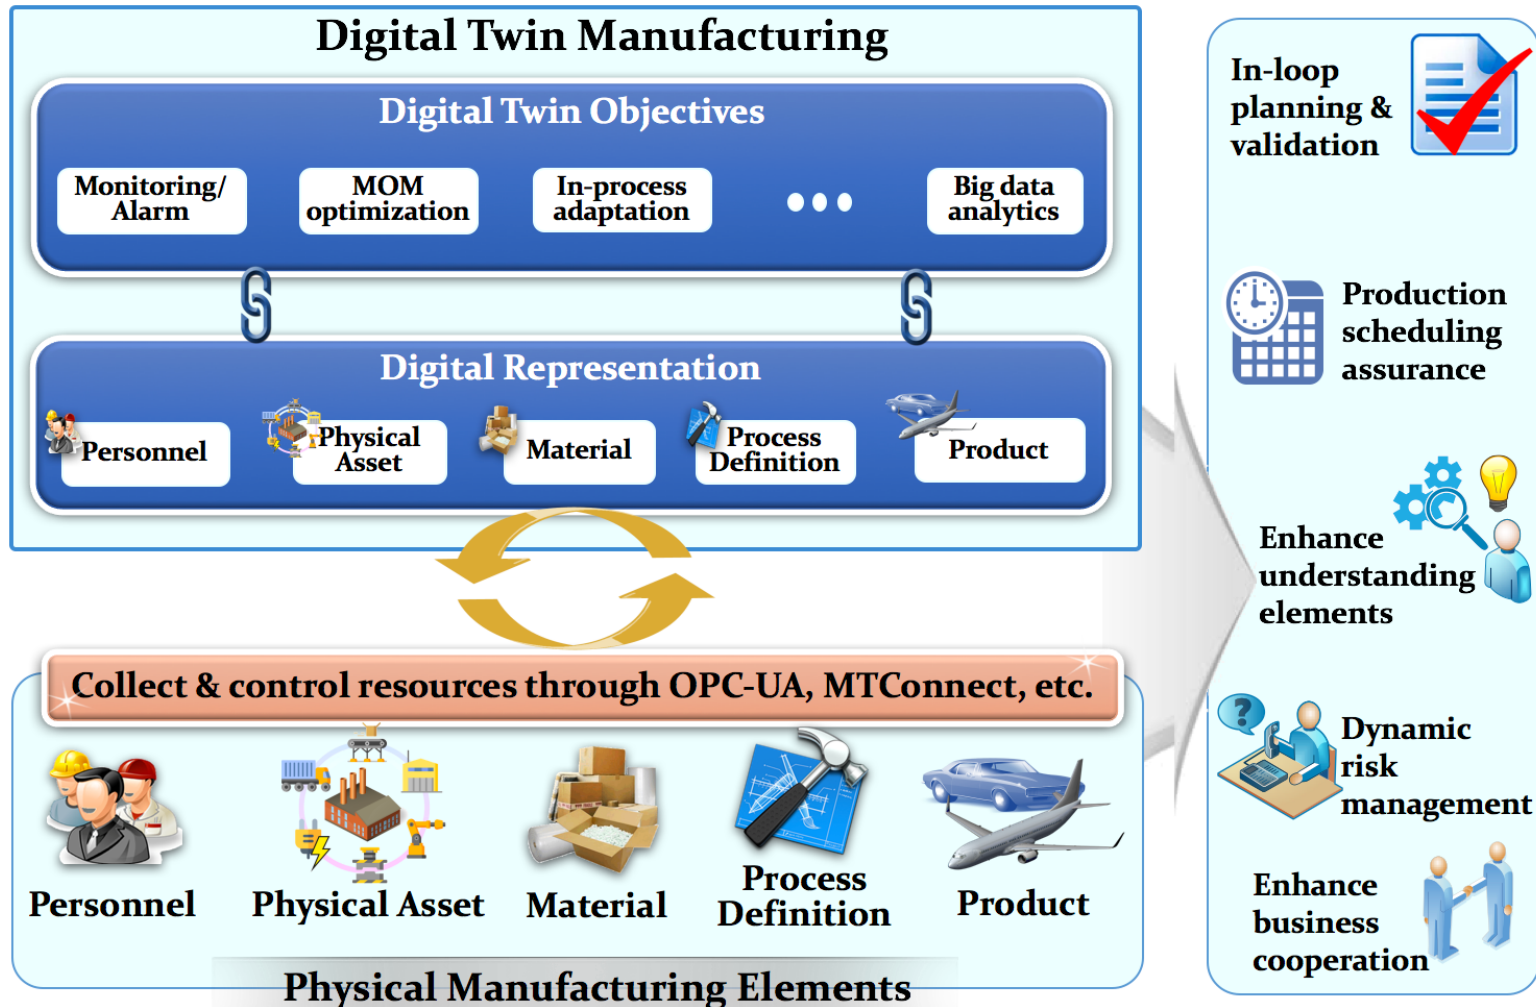 Digital Twin Manufacturing
Digital Twin Objectives
Monitoring/
Alarm
MOM
optimization
In-process
adaptation
Big data
analytics
Digital Representation
Personnel
Physical
Asset
Material
Process
Definition
Product
Collect & control resources through OPC-UA, MTConnect, etc.
Personnel
Physical Asset
Material
Process
Definition
Product
Physical Manufacturing Elements
In-loop
planning &
validation
Production
scheduling
assurance
Enhance
understanding
elements
?
Dynamic
risk
management
Enhance
business
cooperation